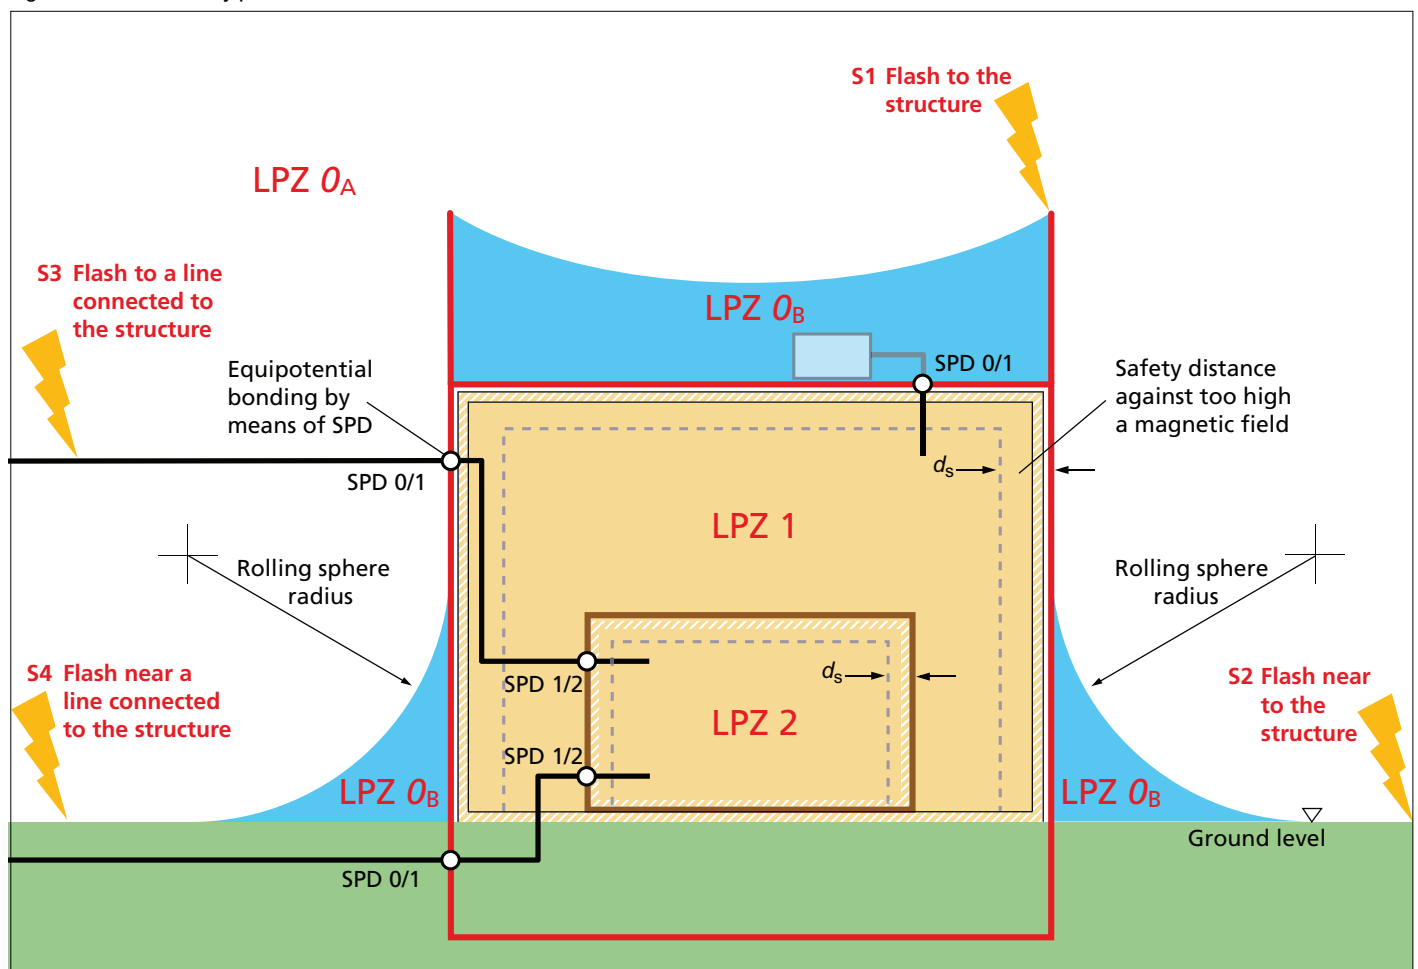 S1 Flash to the
structure
LPZ 0A
S3 Flash to a line
connected to
the structure
LPZ 0B
SPD 0/1
Equipotential
bonding by
means of SPD
Safety distance
against too high
a magnetic field
ds
SPD 0/1
LPZ 1
Rolling sphere
radius
Rolling sphere
radius
S4 Flash near a
line connected
to the structure
SPD 1/2
ds
S2 Flash near
to the
structure
LPZ 2
SPD 1/2
LPZ 0B
LPZ 0B
Ground level
SPD 0/1